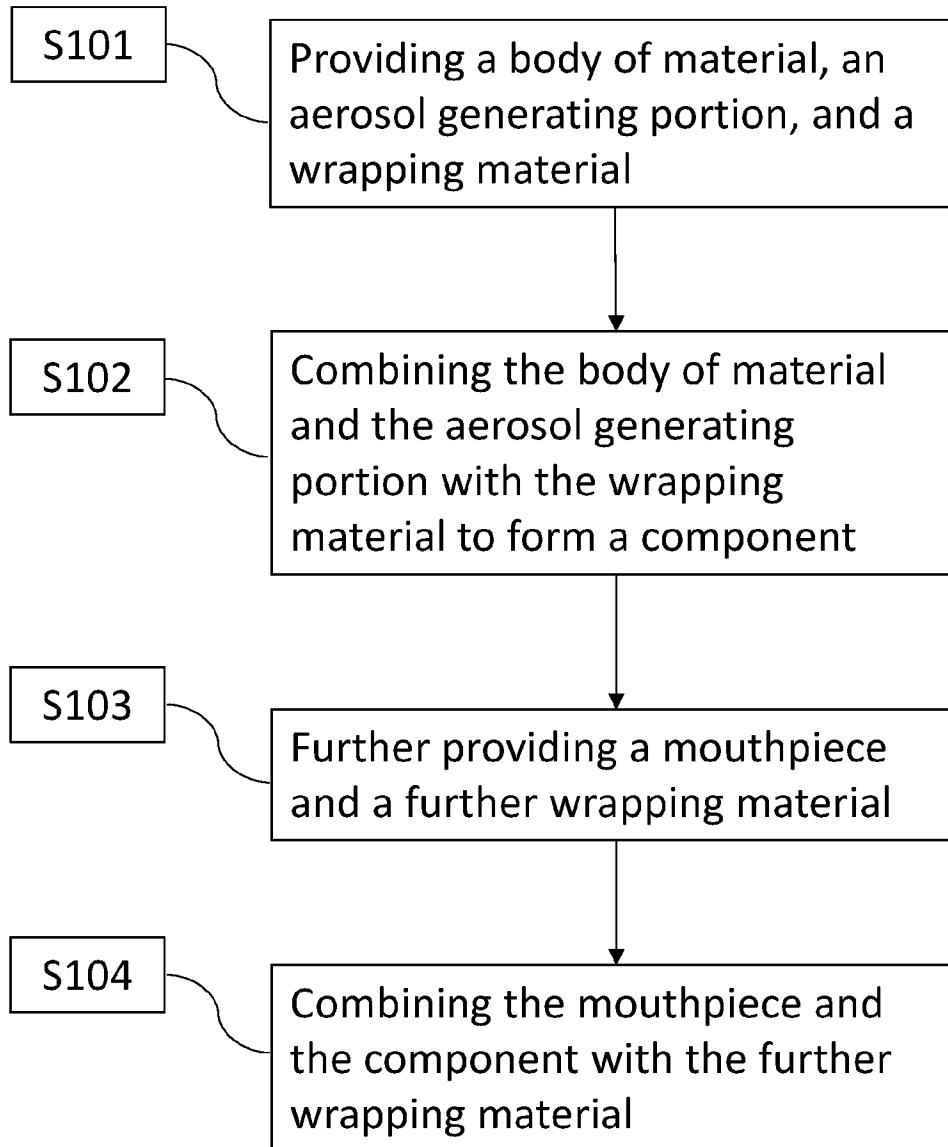 S101
Providing a body of material, an
aerosol generating portion, and a
wrapping material
S102
Combining the body of material
and the aerosol generating
portion with the wrapping
material to form a component
S103
Further providing a mouthpiece
and a further wrapping material
S104
Combining the mouthpiece and
the component with the further
wrapping material